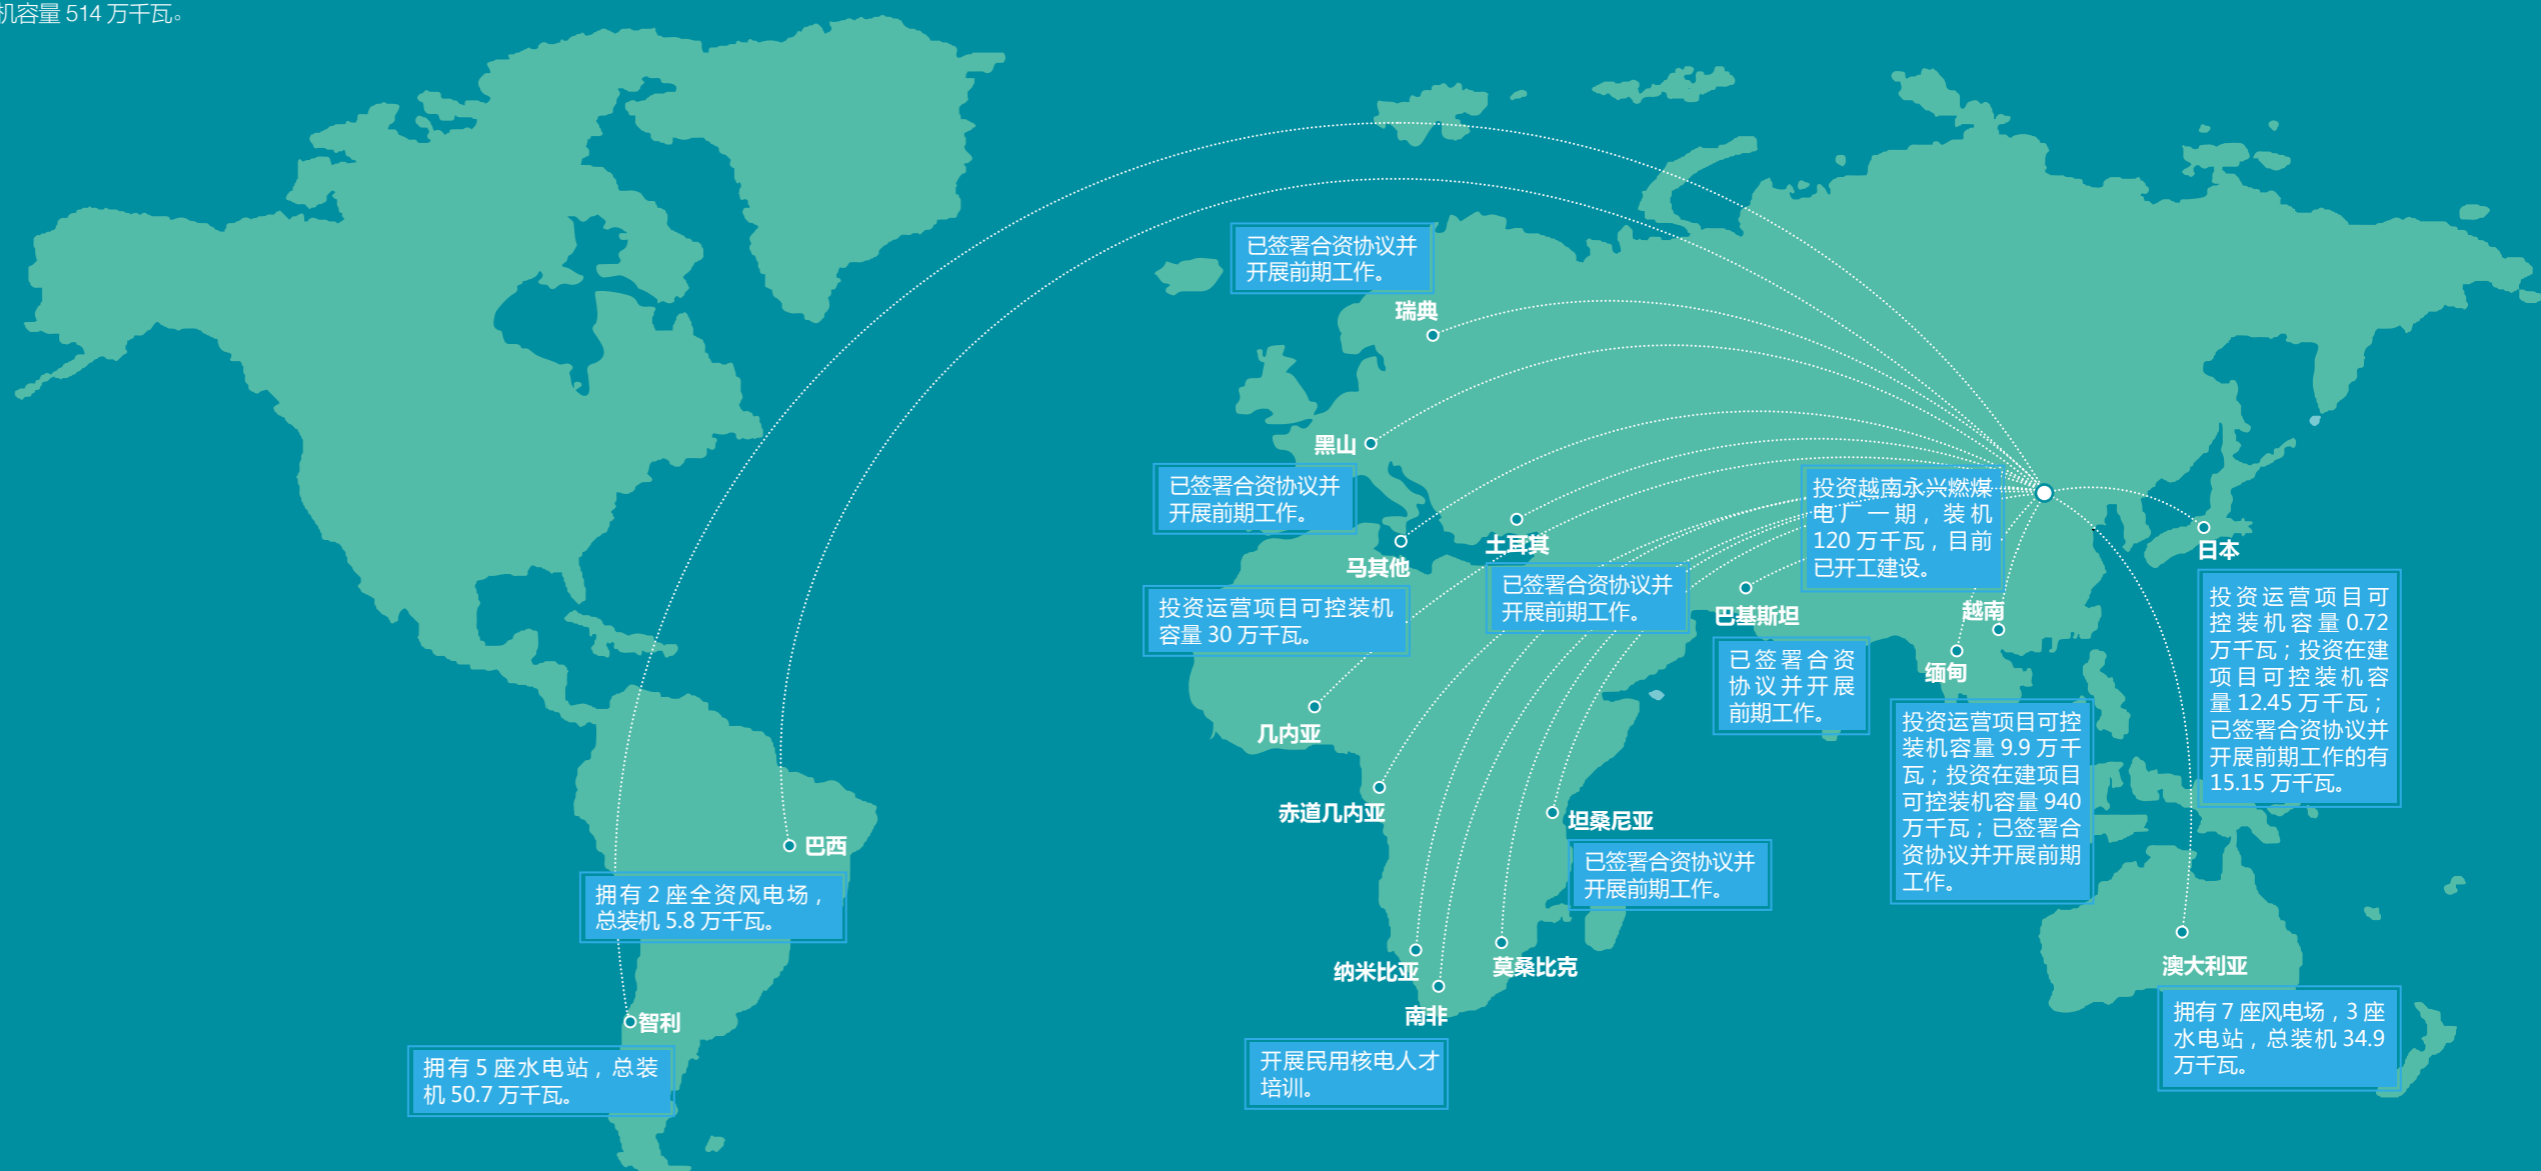 机容量 514 万千瓦。
已签署合资协议并
开展前期工作。
瑞典
黑山
已签署合资协议并
开展前期工作。
马其他
投资运营项目可控装机
容量 30 万千瓦。
土耳其
已签署合资协议并
开展前期工作。
投资越南永兴燃煤
电厂一期，装机
120 万千瓦，目前
已开工建设。
巴基斯坦
已签署合资
协议并开展
前期工作。
越南
缅甸
投资运营项目可控
装机容量 9.9 万千
瓦；投资在建项目
可控装机容量 940
万千瓦；已签署合
资协议并开展前期
工作。
日本
投资运营项目可
控装机容量 0.72
万千瓦；投资在建
项目可控装机容
量 12.45 万千瓦；
已签署合资协议并
开展前期工作的有
15.15 万千瓦。
几内亚
赤道几内亚
坦桑尼亚
已签署合资协议并
开展前期工作。
巴西
拥有 2 座全资风电场，
总装机 5.8 万千瓦。
智利
拥有 5 座水电站，总装
机 50.7 万千瓦。
纳米比亚
莫桑比克
南非
开展民用核电人才
培训。
澳大利亚
拥有 7 座风电场，3 座
水电站，总装机 34.9
万千瓦。